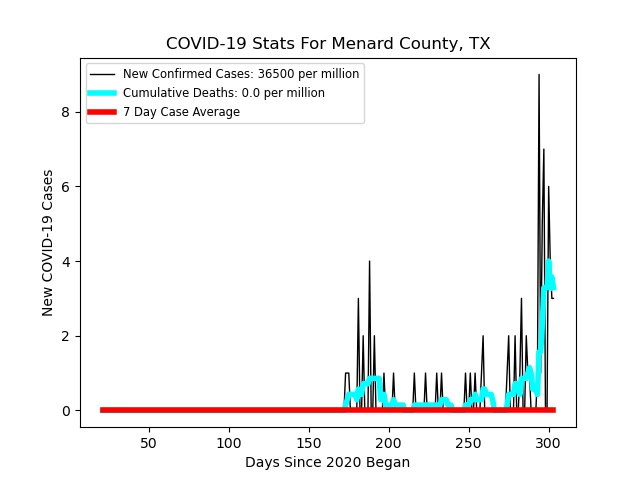 COVID-19 Stats For Menard County, TX
New Confirmed Cases: 36500 per million
Cumulative Deaths: 0.0 per million
7 Day Case Average
New COVID-19 Cases
8
6
4
2
0
50 100 150 200 250 300
Days Since 2020 Began